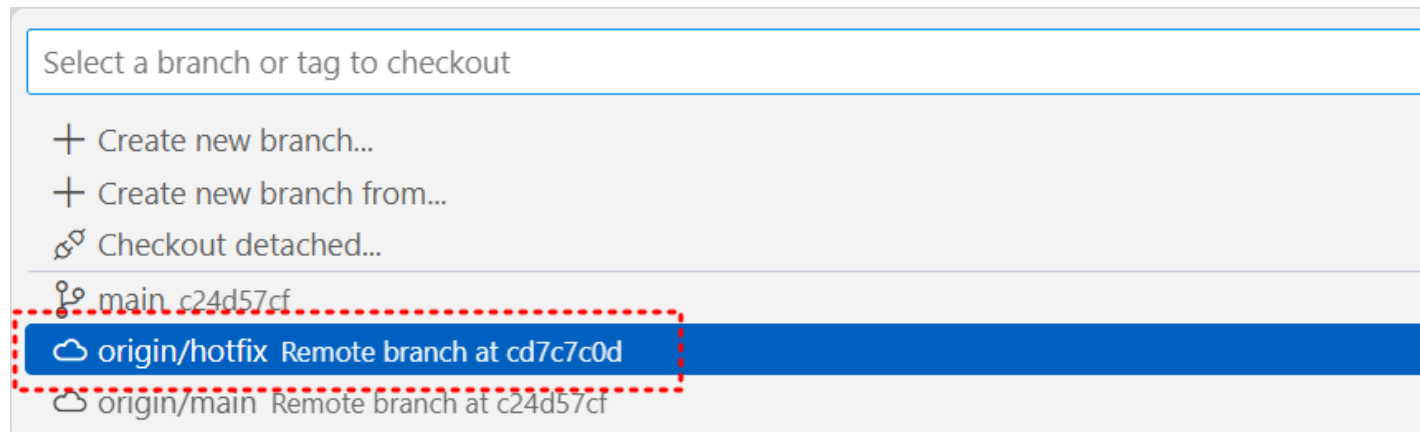 Select a branch or tag to checkout
Create new branch...
Create new branch from...
Checkout detached...
main c24d57cf
origin/hotfix Remote branch at cd7c7c0d
origin/main Remote branch at c24d57cf